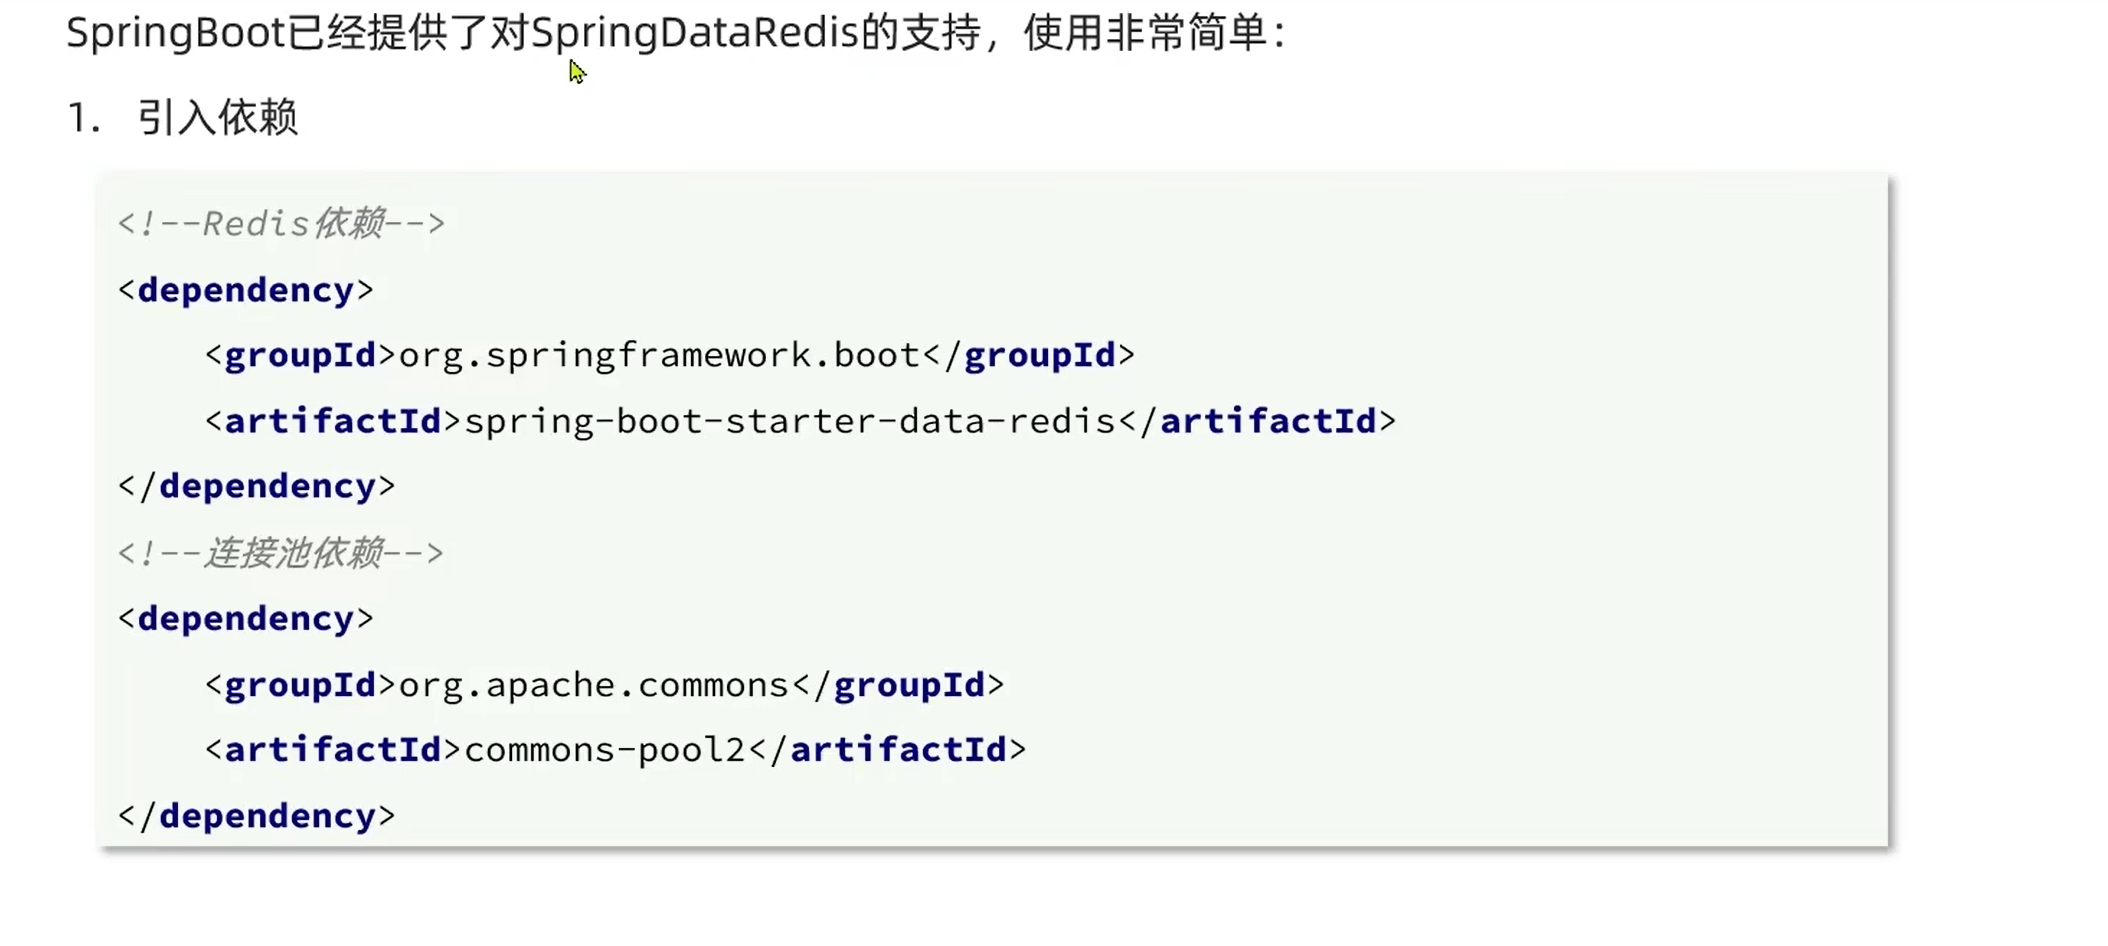 SpringBoot已经提供了对SpringDataRedis的支持，使用非常简单：
1. 引入依赖
<!--Redis依赖-->
<dependency>
    <groupId>org.springframework.boot</groupId>
    <artifactId>spring-boot-starter-data-redis</artifactId>
</dependency>
<!--连接池依赖-->
<dependency>
    <groupId>org.apache.commons</groupId>
    <artifactId>commons-pool2</artifactId>
</dependency>